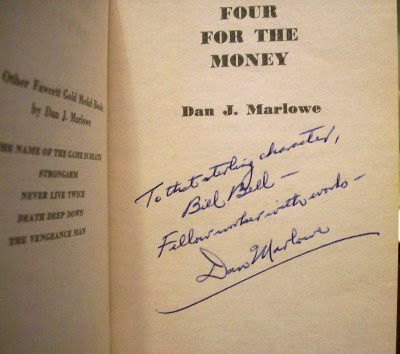 Other Fawcett Gold Medal Books
by Dan J. Marlowe
THE NAME OF THE GAME IS DEATH
STRONGARM
NEVER LIVE TWICE
DEATH DEEP DOWN
THE VENGEANCE MAN
FOUR
FOR THE
MONEY
Dan J. Marlowe
To that sterling character,
Bill Bell —
Fellow worker with words —
Dan Marlowe